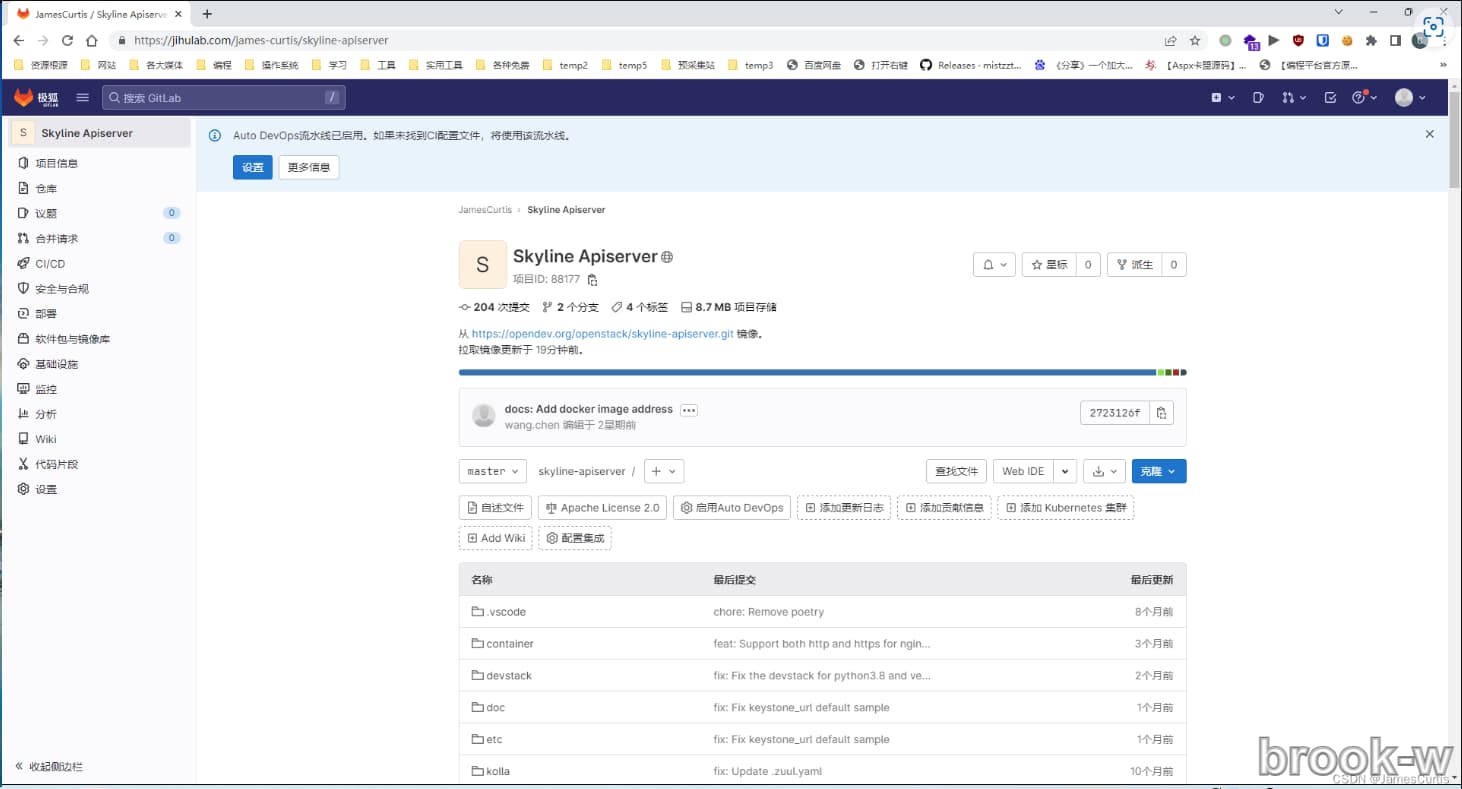 JamesCurtis / Skyline Apiserve
https://jihulab.com/james-curtis/skyline-apiserver
13
资源根源 网站 各大媒体 编程 操作系统 学习 工具 实用工具 各种免费 temp2 temp5 预采集站 temp3 百度网盘 打开右键 Releases - mistzzt... 《分享》一个加大... 【Aspx卡盟源码】... 【编程平台官方原...
极狐 GITLAB 搜索 GitLab /
S Skyline Apiserver
项目信息
仓库
议题 0
合并请求 0
CI/CD
安全与合规
部署
软件包与镜像库
基础设施
监控
分析
Wiki
代码片段
设置
收起侧边栏
Auto DevOps流水线已启用。如果未找到CI配置文件，将使用该流水线。
设置 更多信息
JamesCurtis › Skyline Apiserver
S Skyline Apiserver
项目ID: 88177
星标 0 派生 0
204 次提交 2 个分支 4 个标签 8.7 MB 项目存储
从 https://opendev.org/openstack/skyline-apiserver.git 镜像。
拉取镜像更新于 19分钟前。
docs: Add docker image address
wang.chen 编辑于 2星期前
2723126f
master skyline-apiserver / + 查找文件 Web IDE 克隆
自述文件 Apache License 2.0 启用Auto DevOps 添加更新日志 添加贡献信息 添加 Kubernetes 集群
Add Wiki 配置集成
名称 最后提交 最后更新
.vscode chore: Remove poetry 8个月前
container feat: Support both http and https for ngin... 3个月前
devstack fix: Fix the devstack for python3.8 and ve... 2个月前
doc fix: Fix keystone_url default sample 1个月前
etc fix: Fix keystone_url default sample 1个月前
kolla fix: Update .zuul.yaml 10个月前
brook-w
CSDN @JamesCurtis